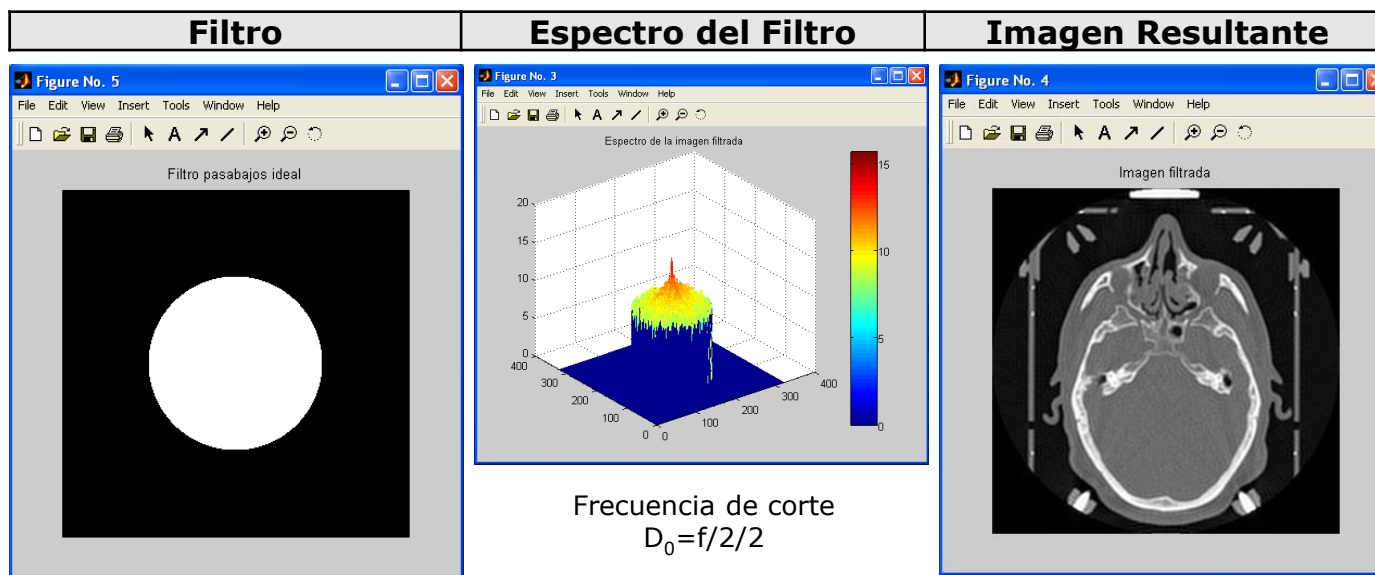 Filtro
Espectro del Filtro
Imagen Resultante
Figure No. 5
File Edit View Insert Tools Window Help
Filtro pasabajos ideal
Figure No. 3
File Edit View Insert Tools Window Help
Espectro de la imagen filtrada
20
15
10
5
0
400
300
200
100
0
0
100
200
300
400
15
10
5
0
Frecuencia de corte
D₀=f/2/2
Figure No. 4
File Edit View Insert Tools Window Help
Imagen filtrada